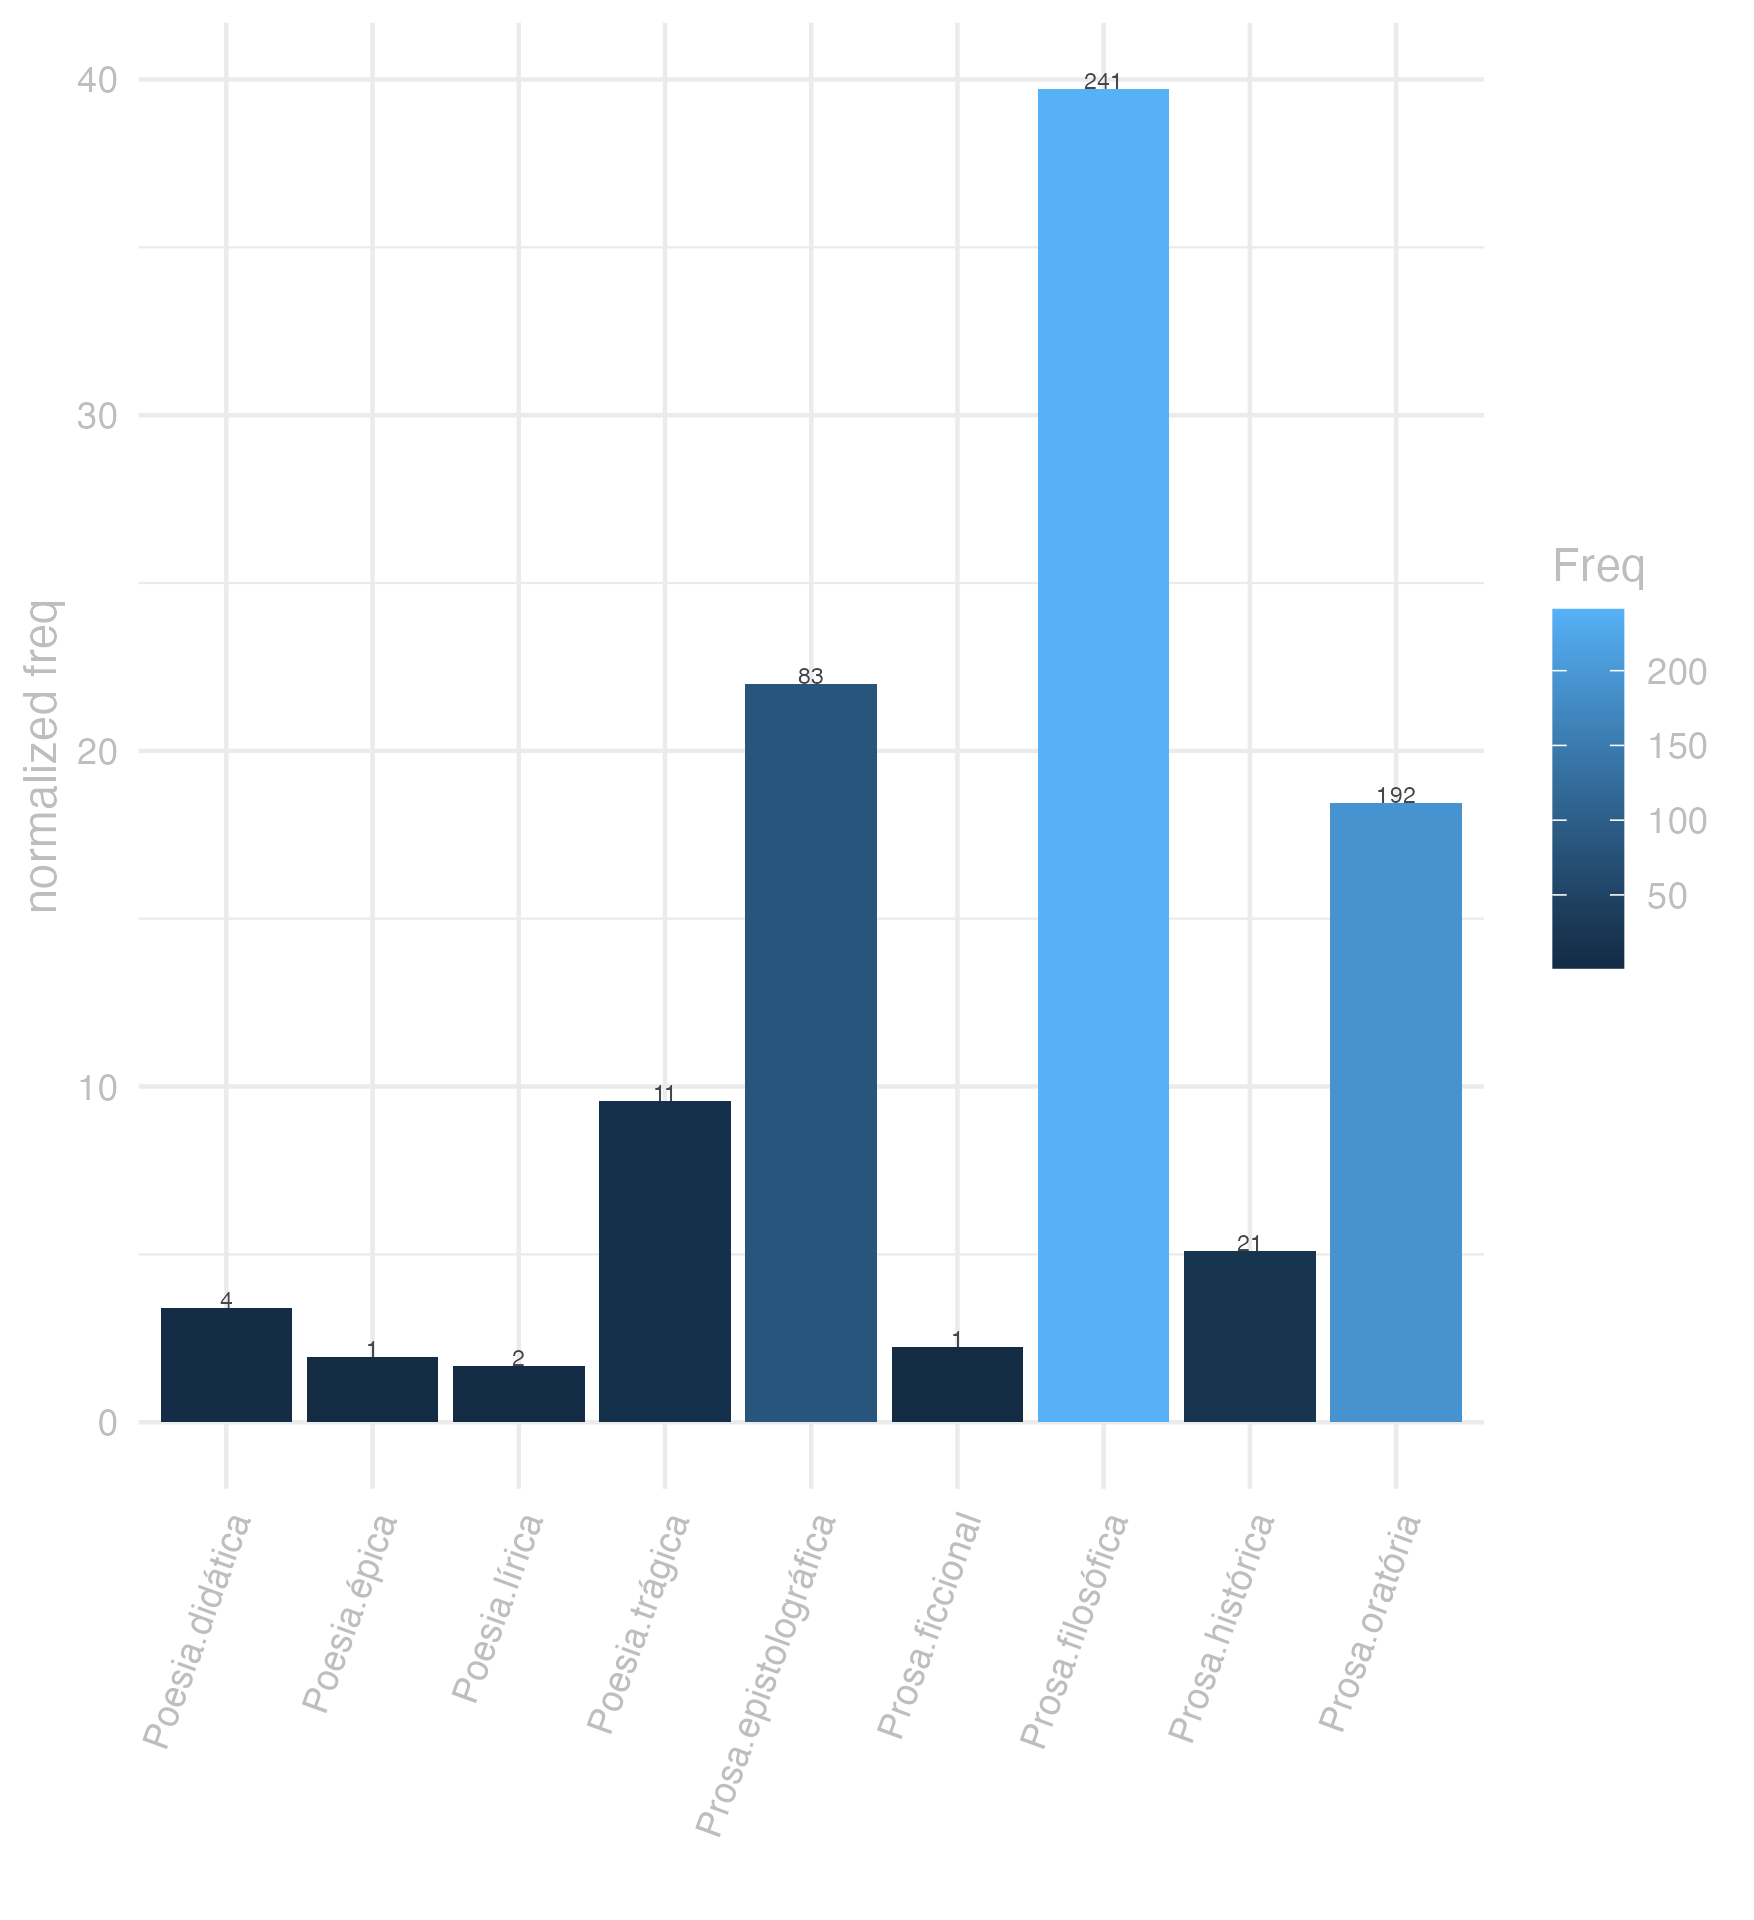 40
30
20
10
0
normalized freq
241
83
192
11
21
4
1
2
1
Poesia.didática
Poesia.épica
Poesia.lírica
Poesia.trágica
Prosa.epistolográfica
Prosa.ficcional
Prosa.filosófica
Prosa.histórica
Prosa.oratória
Freq
200
150
100
50